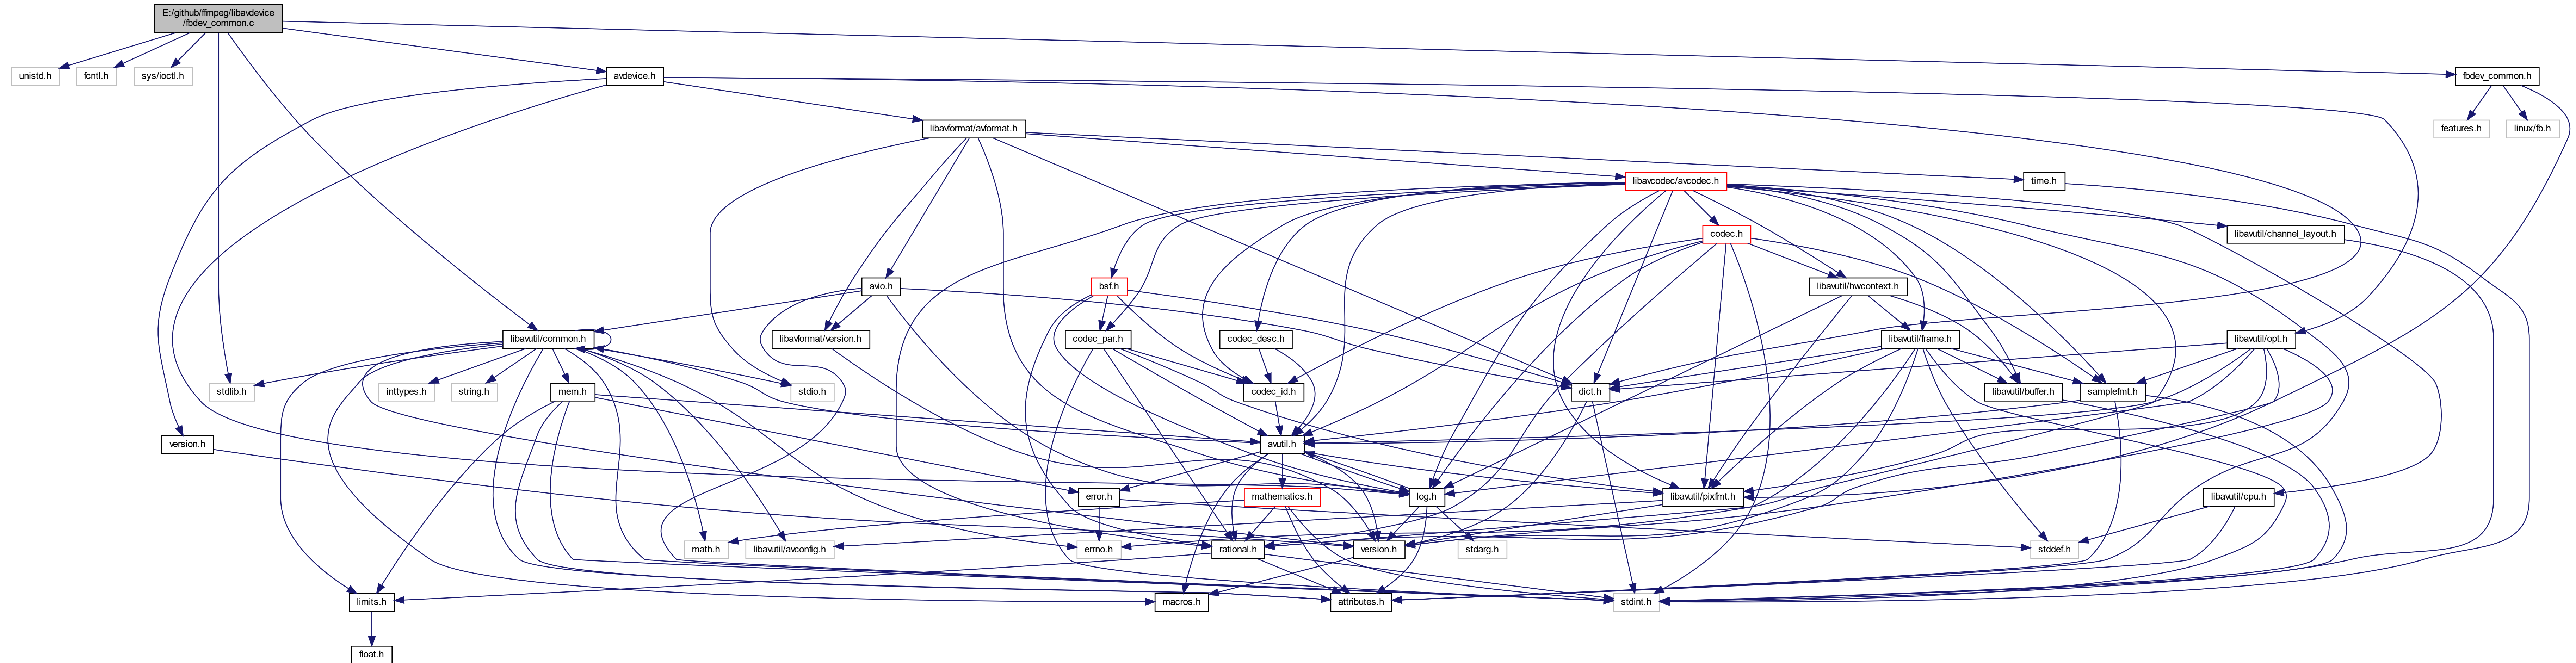 E:/github/ffmpeg/libavdevice
/fbdev_common.c
unistd.h
fcntl.h
sys/ioctl.h
avdevice.h
fbdev_common.h
libavformat/avformat.h
features.h
linux/fb.h
libavcodec/avcodec.h
time.h
codec.h
libavutil/channel_layout.h
bsf.h
avio.h
libavutil/hwcontext.h
libavutil/common.h
libavformat/version.h
codec_par.h
codec_desc.h
libavutil/frame.h
libavutil/opt.h
stdlib.h
inttypes.h
string.h
mem.h
stdio.h
codec_id.h
dict.h
libavutil/buffer.h
samplefmt.h
version.h
avutil.h
error.h
mathematics.h
log.h
libavutil/pixfmt.h
libavutil/cpu.h
math.h
libavutil/avconfig.h
errno.h
rational.h
stdarg.h
version.h
stddef.h
limits.h
macros.h
attributes.h
stdint.h
float.h